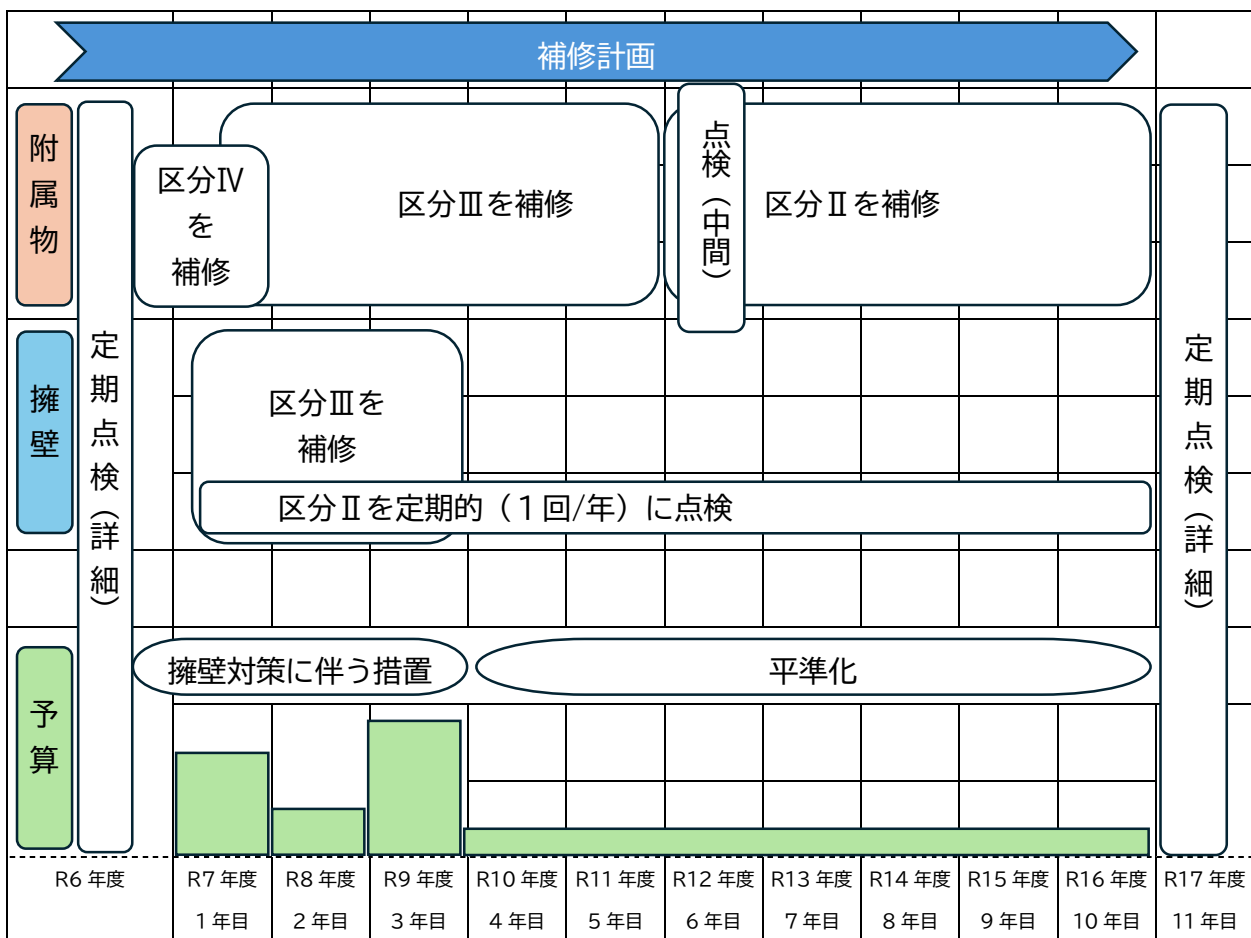 補修計画
附属物
定期点検（詳細）
区分Ⅳ
を
補修
区分Ⅲを補修
点検（中間）
区分Ⅱを補修
定期点検（詳細）
擁壁
区分Ⅲを
補修
区分Ⅱを定期的（１回/年）に点検
予算
擁壁対策に伴う措置
平準化
R6 年度
R7 年度
R8 年度
R9 年度
R10 年度
R11 年度
R12 年度
R13 年度
R14 年度
R15 年度
R16 年度
R17 年度
1 年目
2 年目
3 年目
4 年目
5 年目
6 年目
7 年目
8 年目
9 年目
10 年目
11 年目